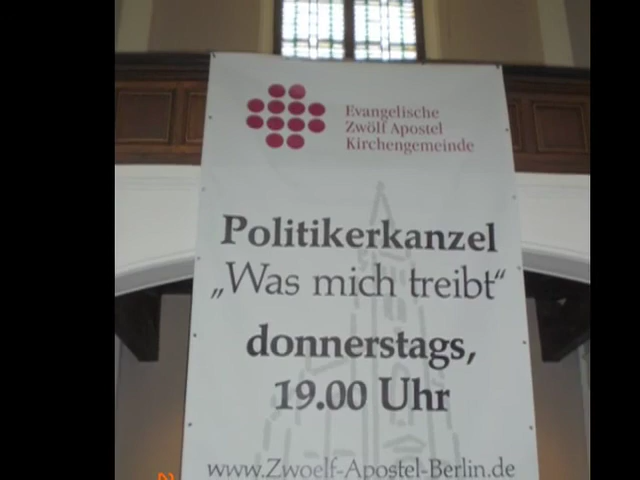 Evangelische
Zwölf Apostel
Kirchengemeinde
Politikerkanzel
„Was mich treibt“
donnerstags,
19.00 Uhr
www.Zwoelf-Apostel-Berlin.de